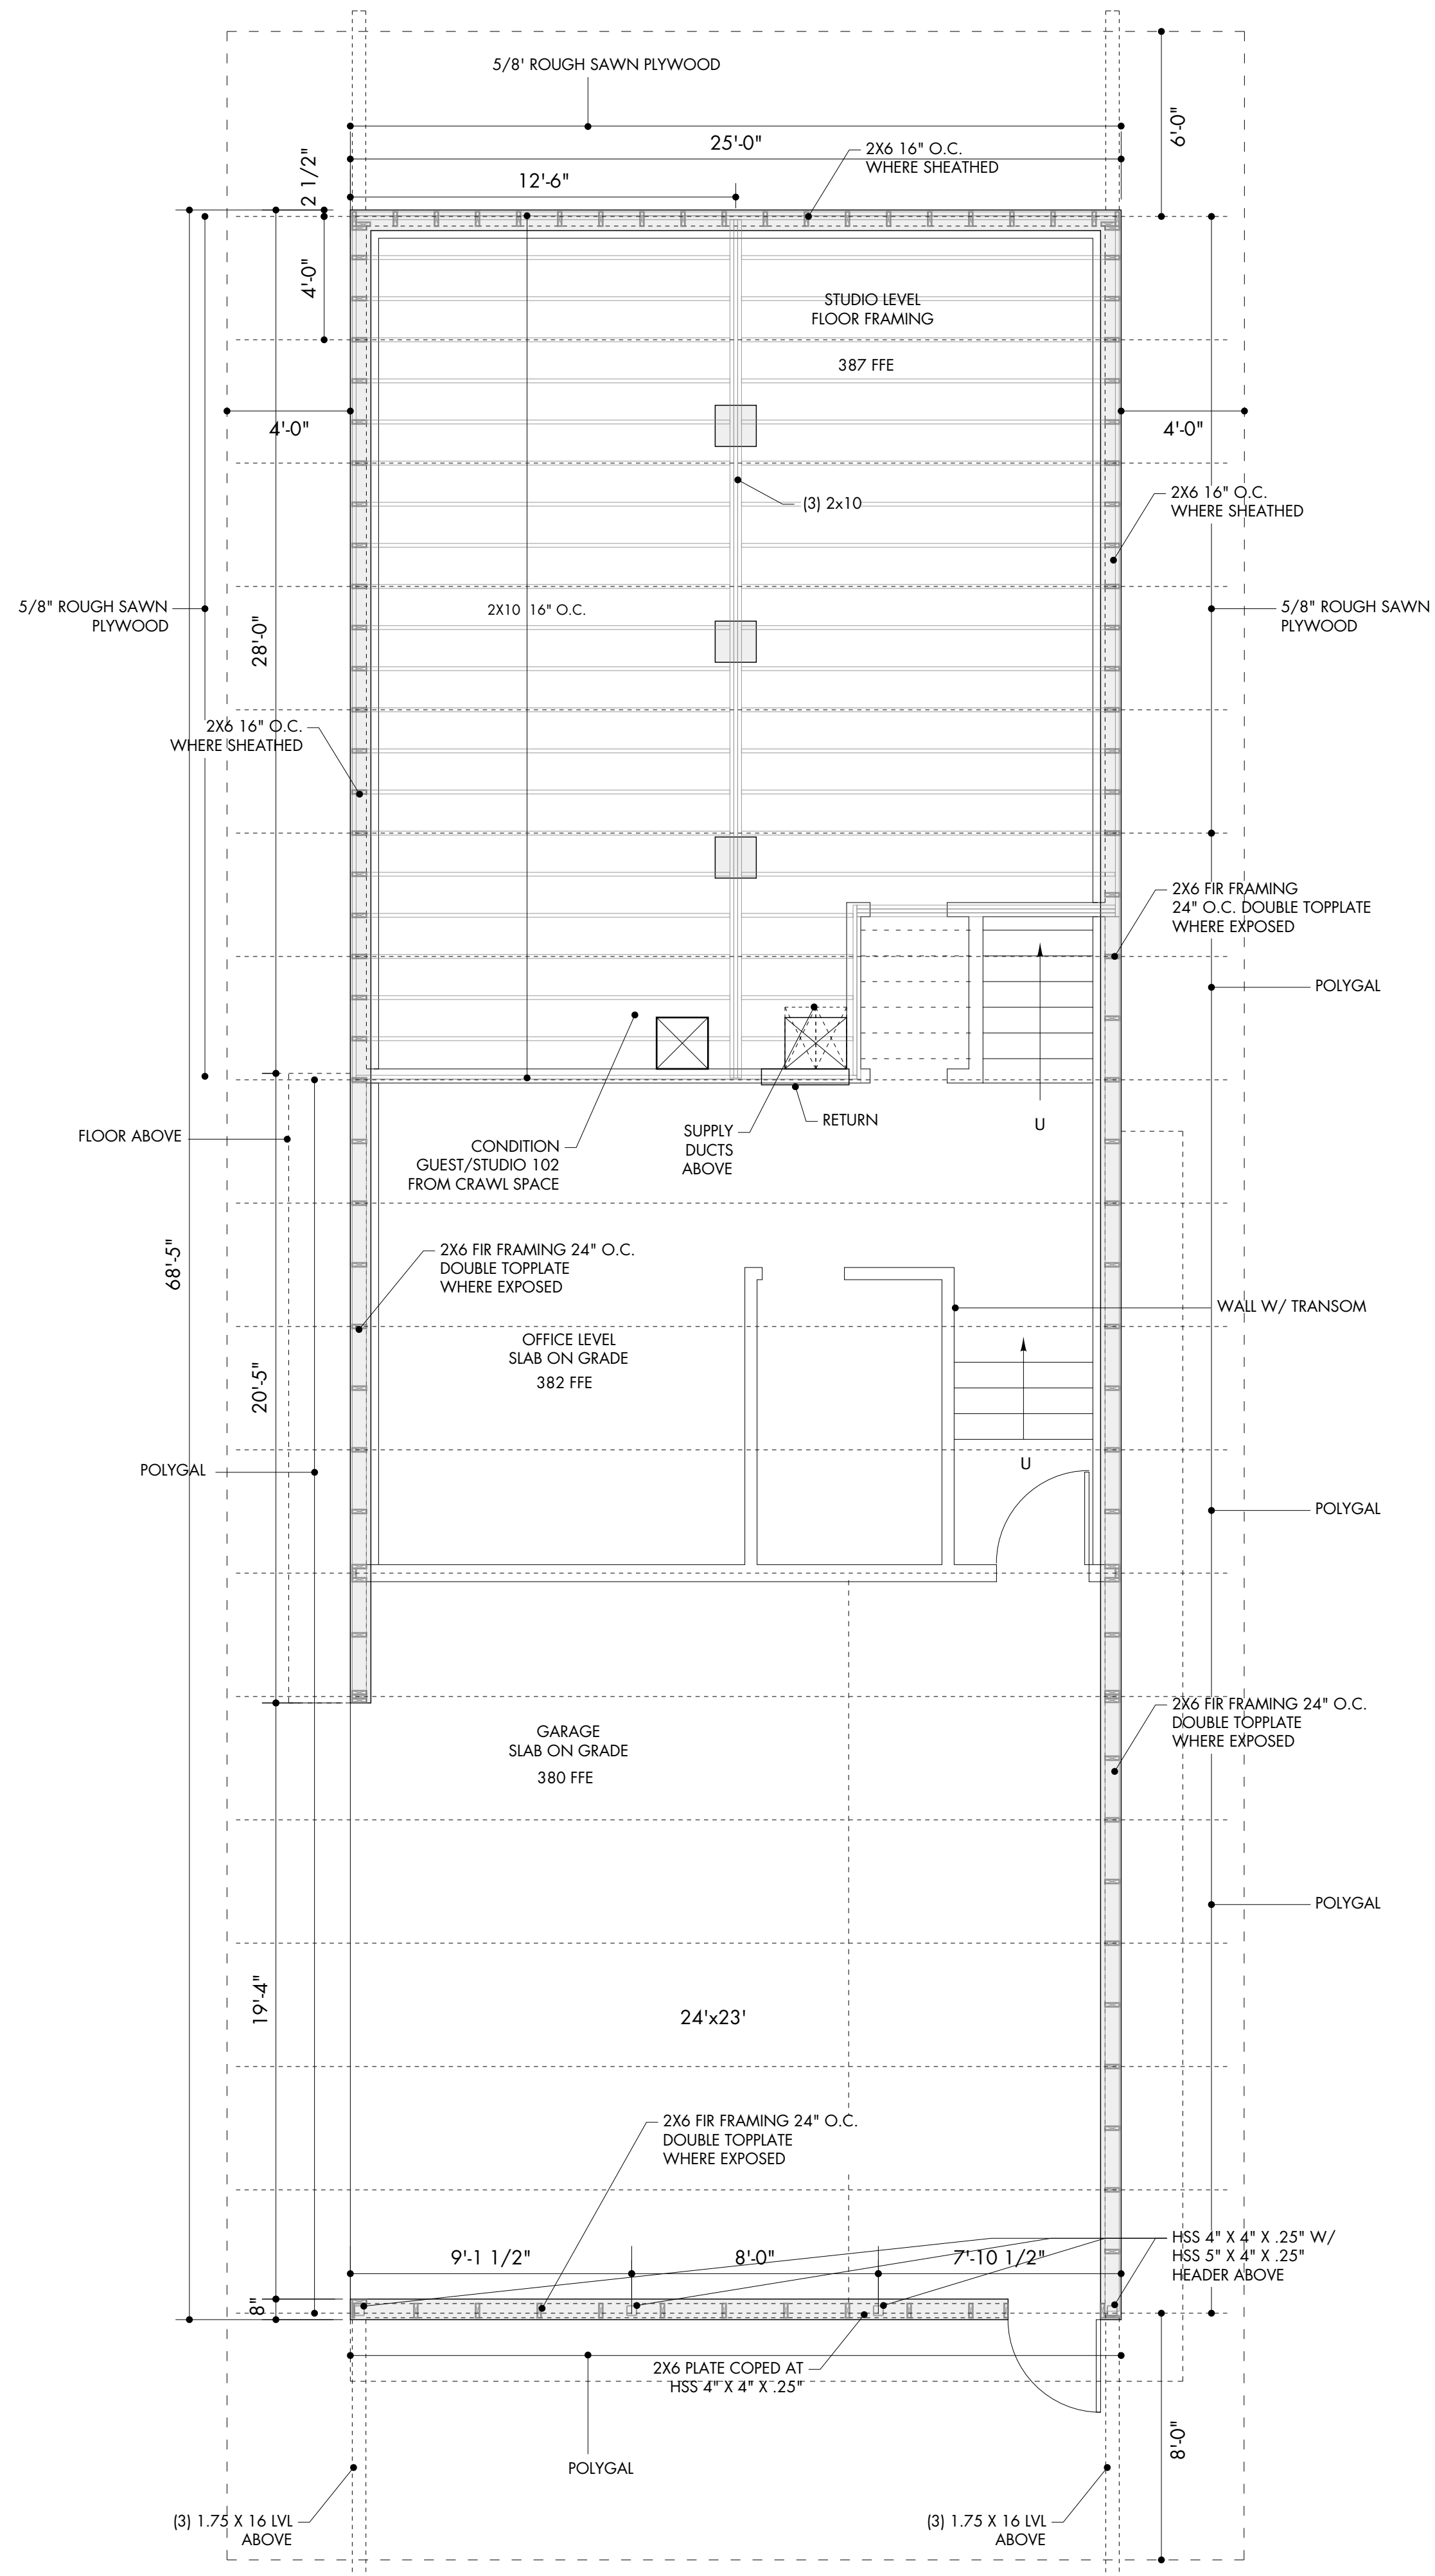 5/8' ROUGH SAWN PLYWOOD
25'-0"
6'-0"
2X6 16" O.C.
WHERE SHEATHED
2 1/2"
12'-6"
4'-0"
STUDIO LEVEL
FLOOR FRAMING
387 FFE
4'-0"
4'-0"
(3) 2x10
2X6 16" O.C.
WHERE SHEATHED
5/8" ROUGH SAWN
PLYWOOD
28'-0"
2X10 16" O.C.
5/8" ROUGH SAWN
PLYWOOD
2X6 16" O.C.
WHERE SHEATHED
2X6 FIR FRAMING
24" O.C. DOUBLE TOPPLATE
WHERE EXPOSED
POLYGAL
FLOOR ABOVE
CONDITION
GUEST/STUDIO 102
FROM CRAWL SPACE
SUPPLY
DUCTS
ABOVE
RETURN
U
68'-5"
2X6 FIR FRAMING 24" O.C.
DOUBLE TOPPLATE
WHERE EXPOSED
WALL W/ TRANSOM
OFFICE LEVEL
SLAB ON GRADE
382 FFE
20'-5"
U
POLYGAL
POLYGAL
GARAGE
SLAB ON GRADE
380 FFE
2X6 FIR FRAMING 24" O.C.
DOUBLE TOPPLATE
WHERE EXPOSED
POLYGAL
19'-4"
24'x23'
2X6 FIR FRAMING 24" O.C.
DOUBLE TOPPLATE
WHERE EXPOSED
9'-1 1/2"
8'-0"
7'-10 1/2"
HSS 4" X 4" X .25" W/
HSS 5" X 4" X .25"
HEADER ABOVE
8"
2X6 PLATE COPED AT
HSS 4" X 4" X .25"
8'-0"
POLYGAL
(3) 1.75 X 16 LVL
ABOVE
(3) 1.75 X 16 LVL
ABOVE